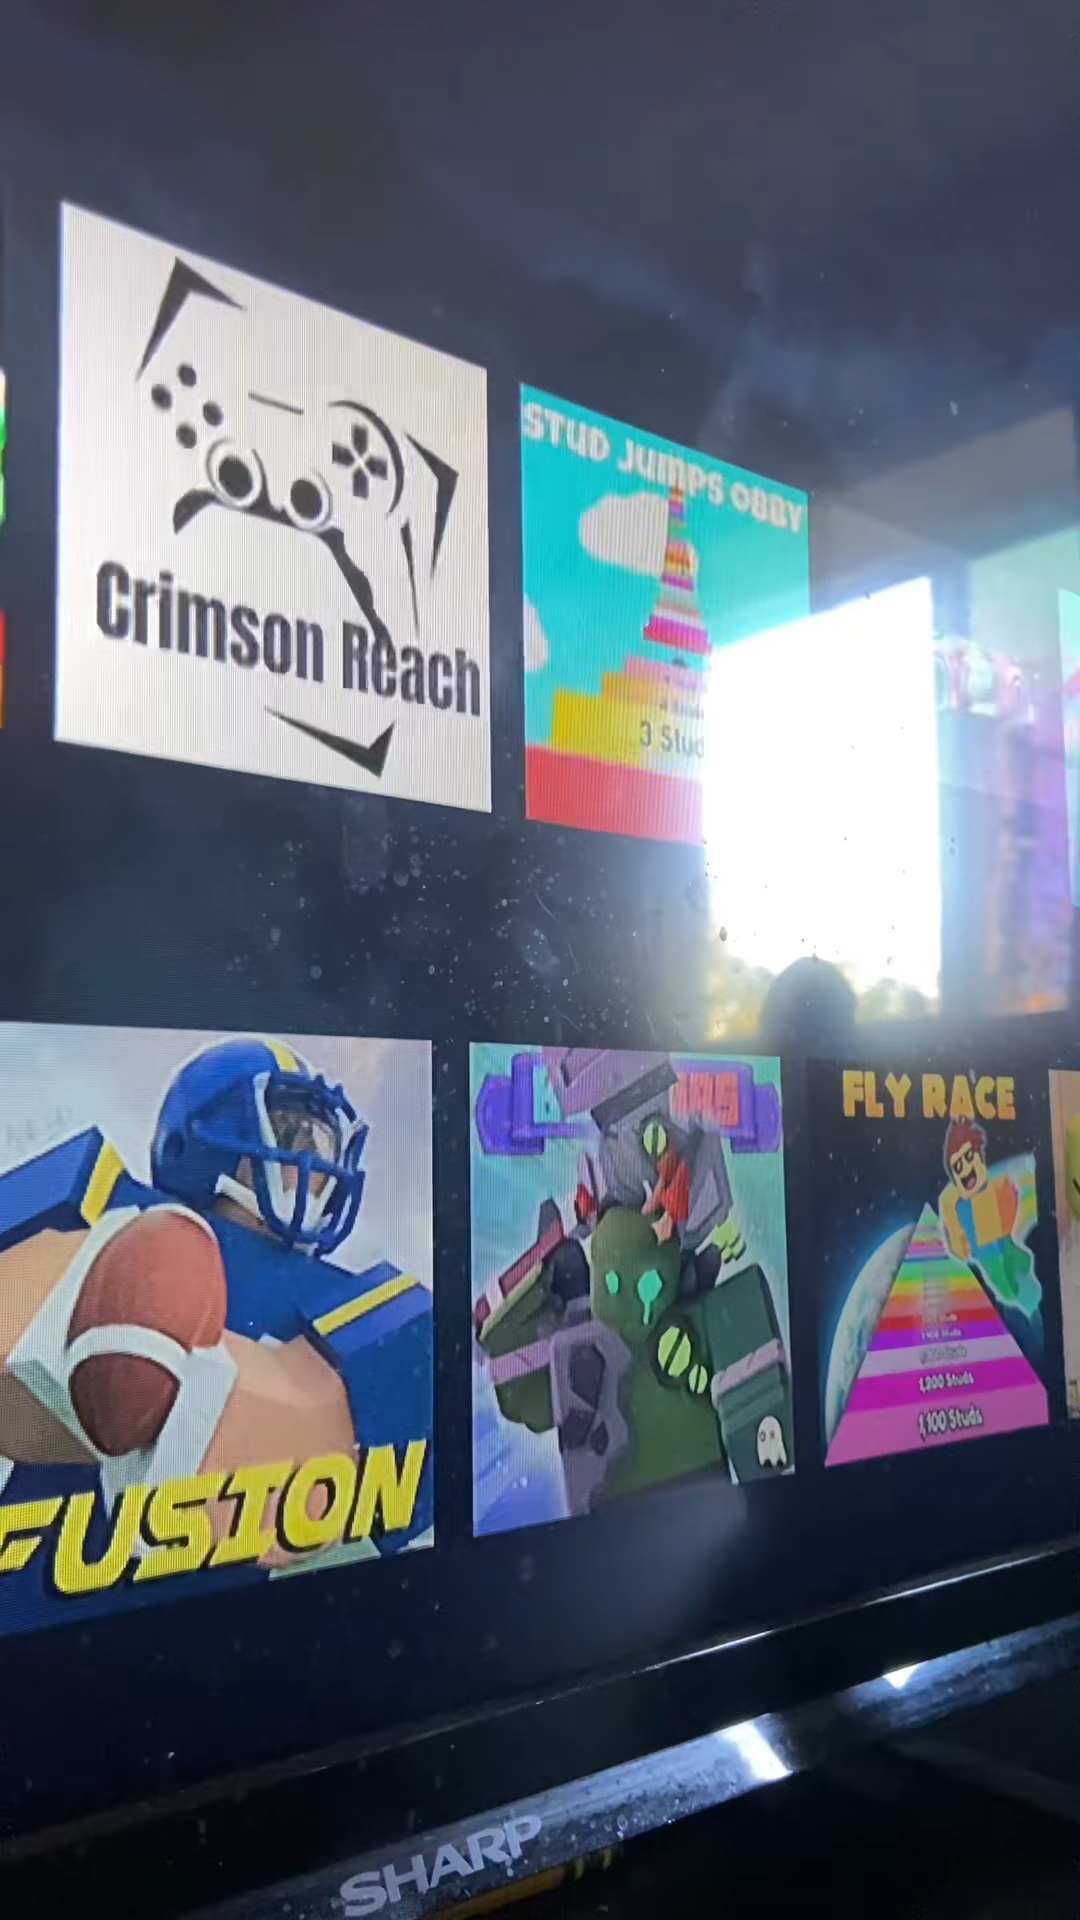 Crimson Reach
STUD JUMPS OBBY
3 Stud
FUSION
FLY RACE
1,200 Studs
1,100 Studs
SHARP